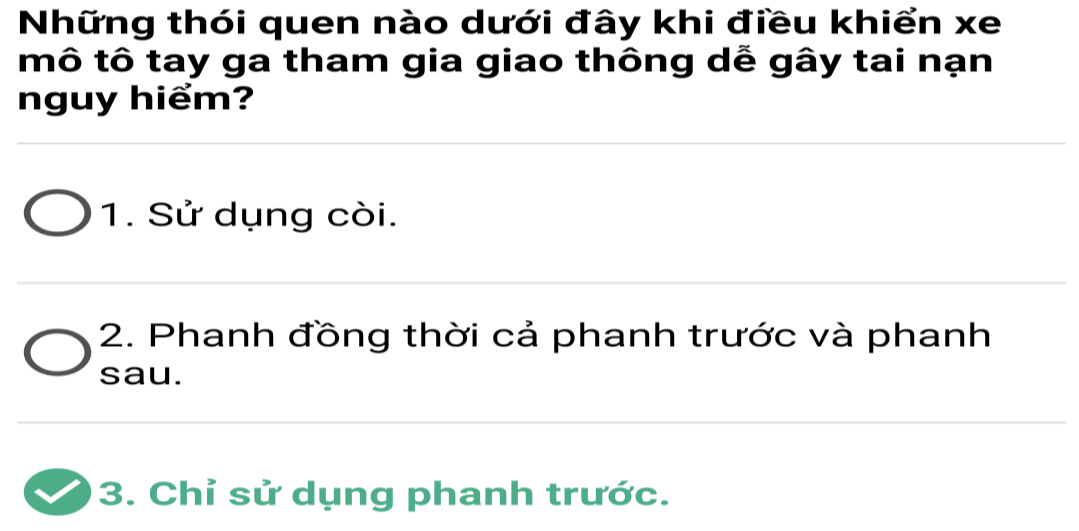 Những thói quen nào dưới đây khi điều khiển xe
mô tô tay ga tham gia giao thông dễ gây tai nạn
nguy hiểm?
1. Sử dụng còi.
2. Phanh đồng thời cả phanh trước và phanh
sau.
3. Chỉ sử dụng phanh trước.